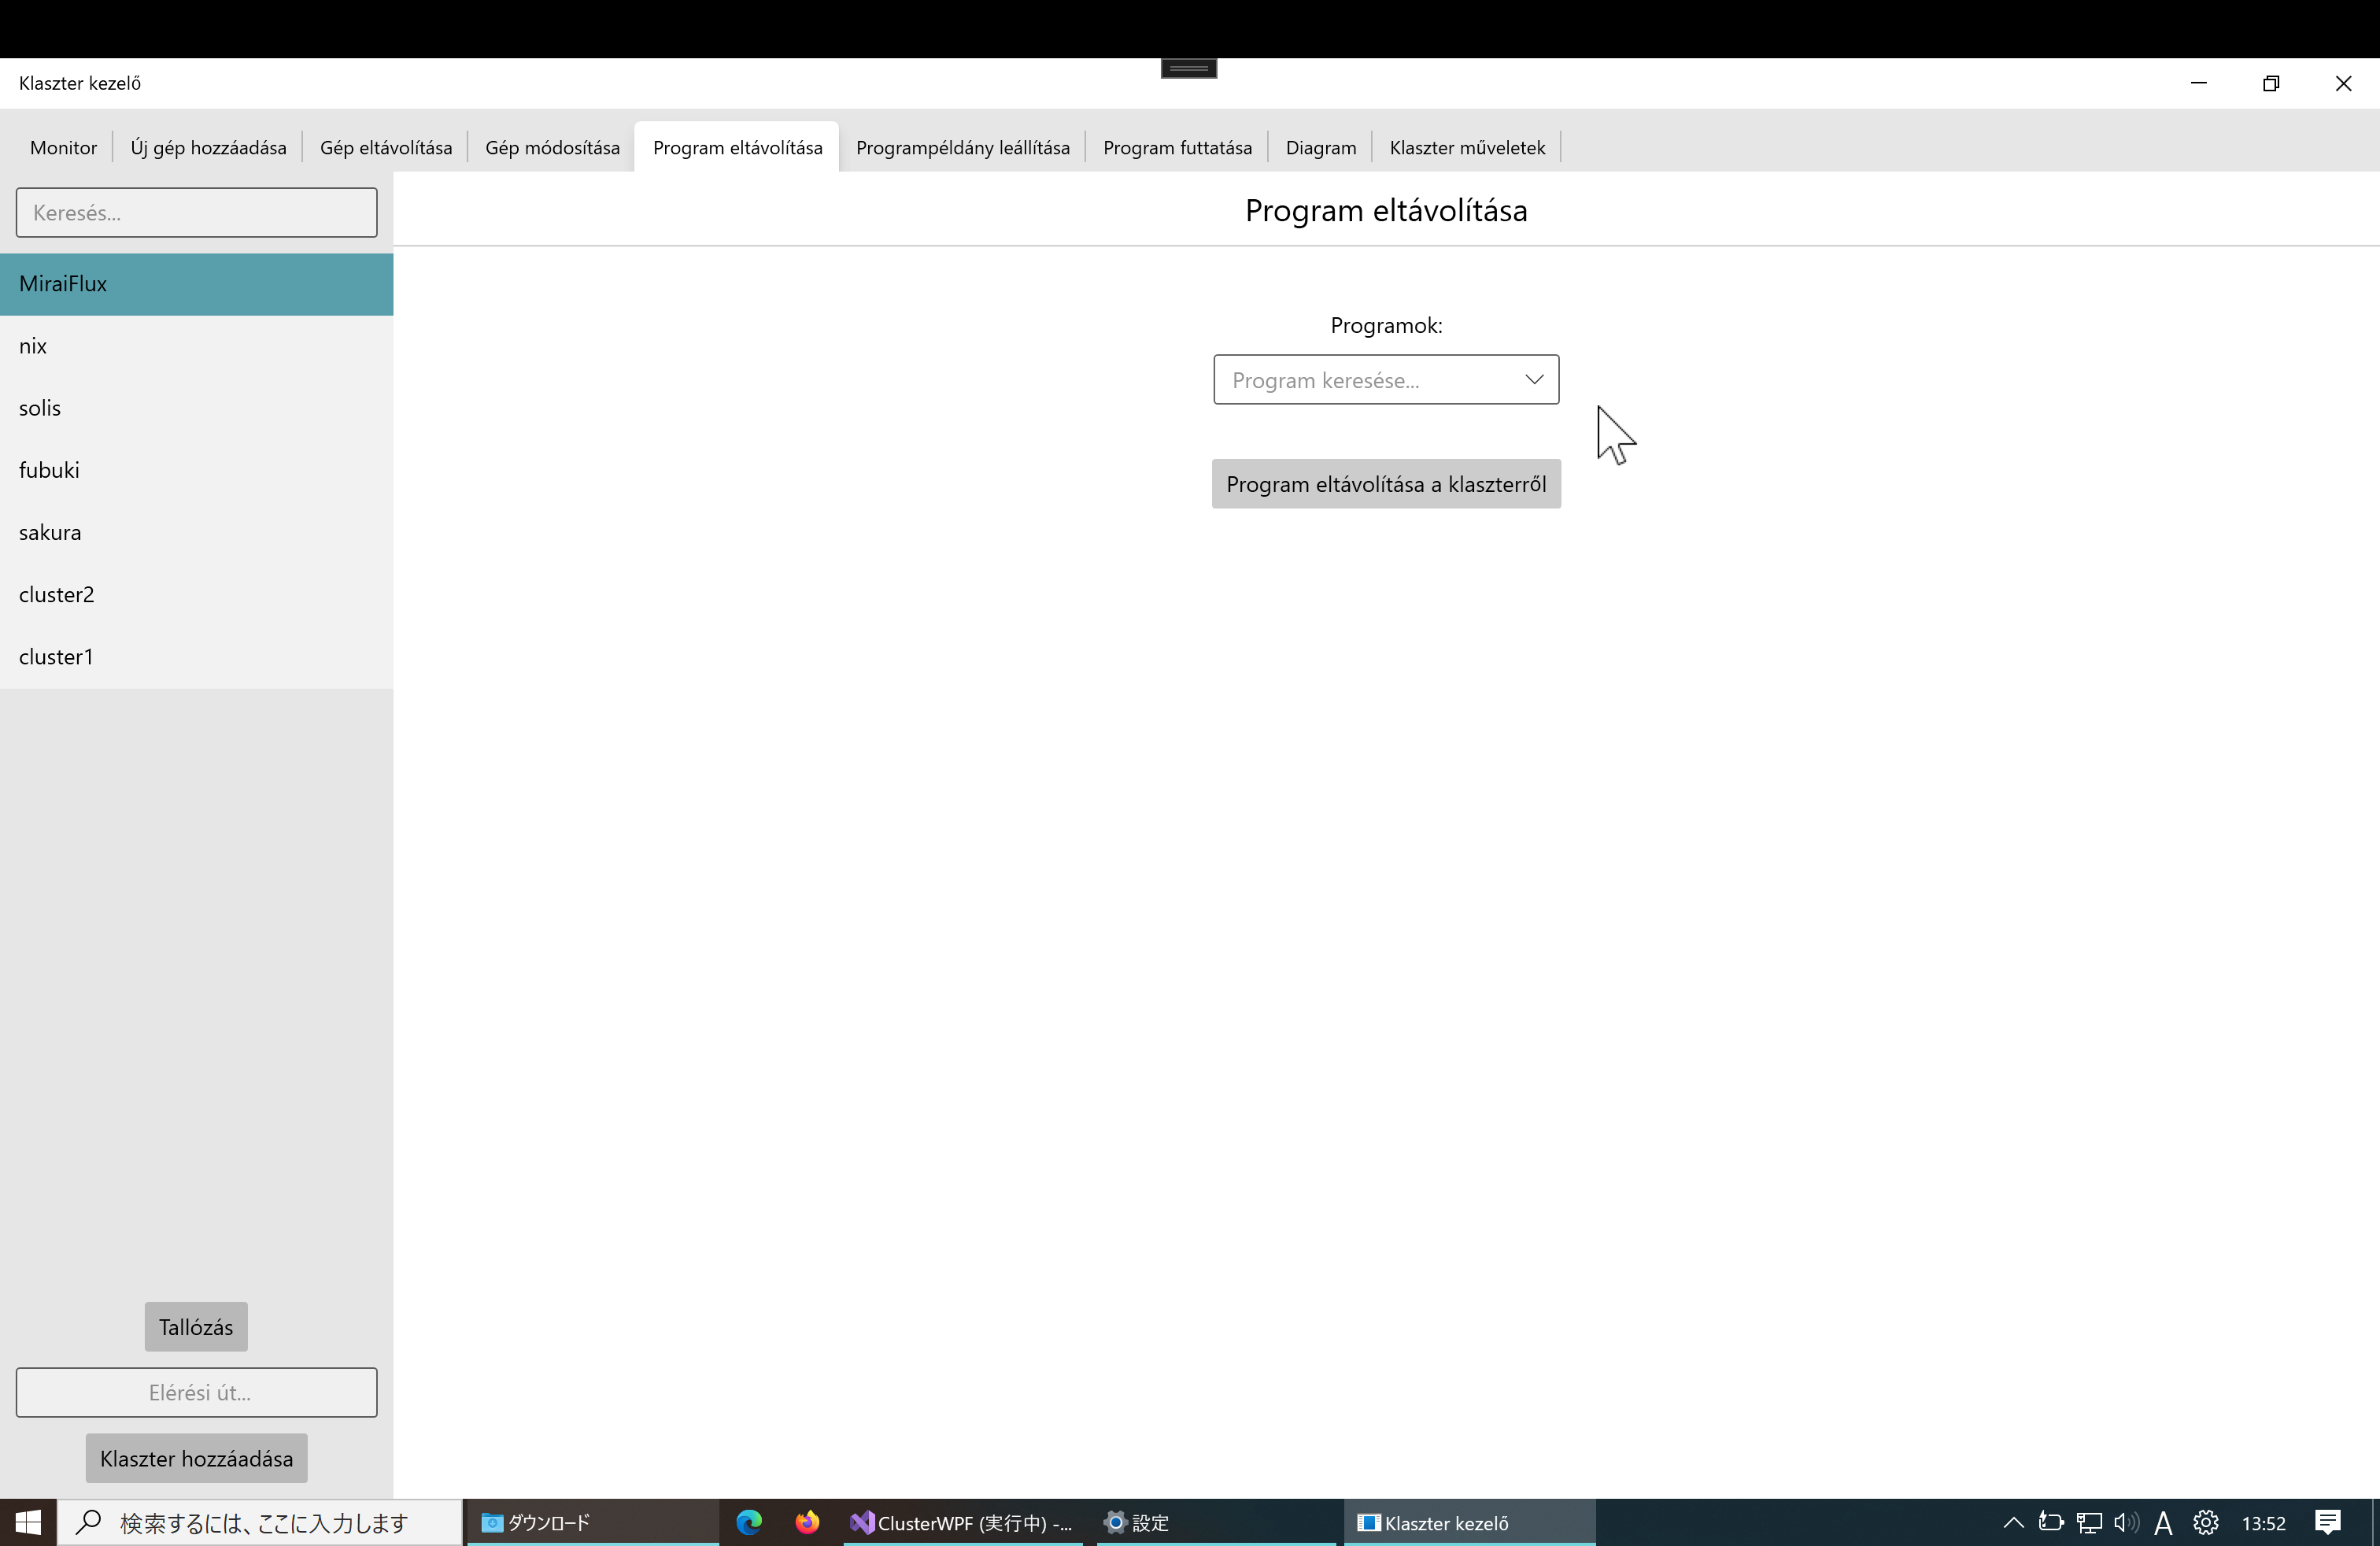 Klaszter kezelő
Monitor
Új gép hozzáadása
Gép eltávolítása
Gép módosítása
Program eltávolítása
Programpéldány leállítása
Program futtatása
Diagram
Klaszter műveletek
Keresés...
MiraiFlux
nix
solis
fubuki
sakura
cluster2
cluster1
Tallózás
Elérési út...
Klaszter hozzáadása
Program eltávolítása
Programok:
Program keresése...
Program eltávolítása a klaszterről
検索するには、ここに入力します
ダウンロード
ClusterWPF (実行中) -...
設定
Klaszter kezelő
A
13:52